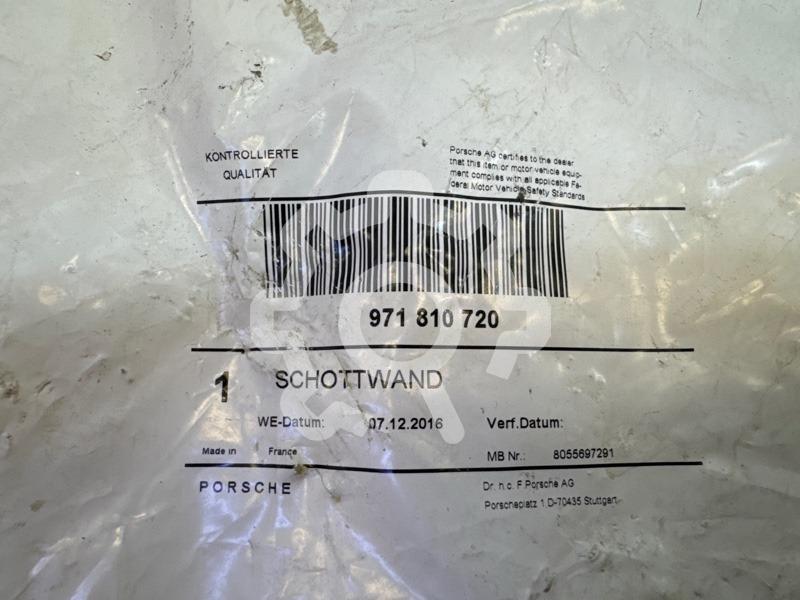 KONTROLLIERTE
QUALITÄT
Porsche AG certifies to the dealer
that this item or motor vehicle equip-
ment complies with all applicable Fe-
deral Motor Vehicle Safety Standards
971 810 720
1 SCHOTTWAND
WE-Datum: 07.12.2016 Verf.Datum:
Made in France MB Nr.: 8055697291
PORSCHE Dr. h.c. F Porsche AG
Porscheplatz 1 D-70435 Stuttgart